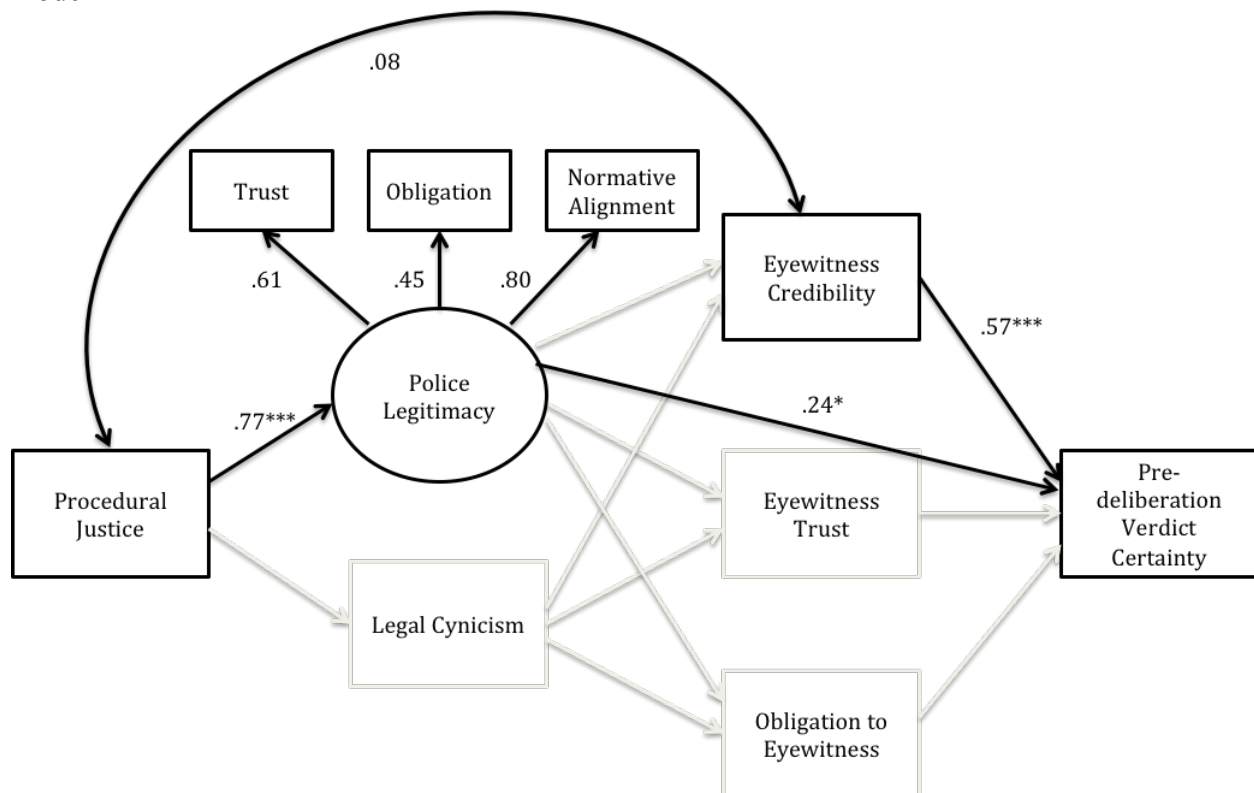 .08
Trust
Obligation
Normative
Alignment
.61
.45
.80
Eyewitness
Credibility
.57***
Police
Legitimacy
.77***
.24*
Procedural
Justice
Eyewitness
Trust
Pre-
deliberation
Verdict
Certainty
Legal Cynicism
Obligation to
Eyewitness